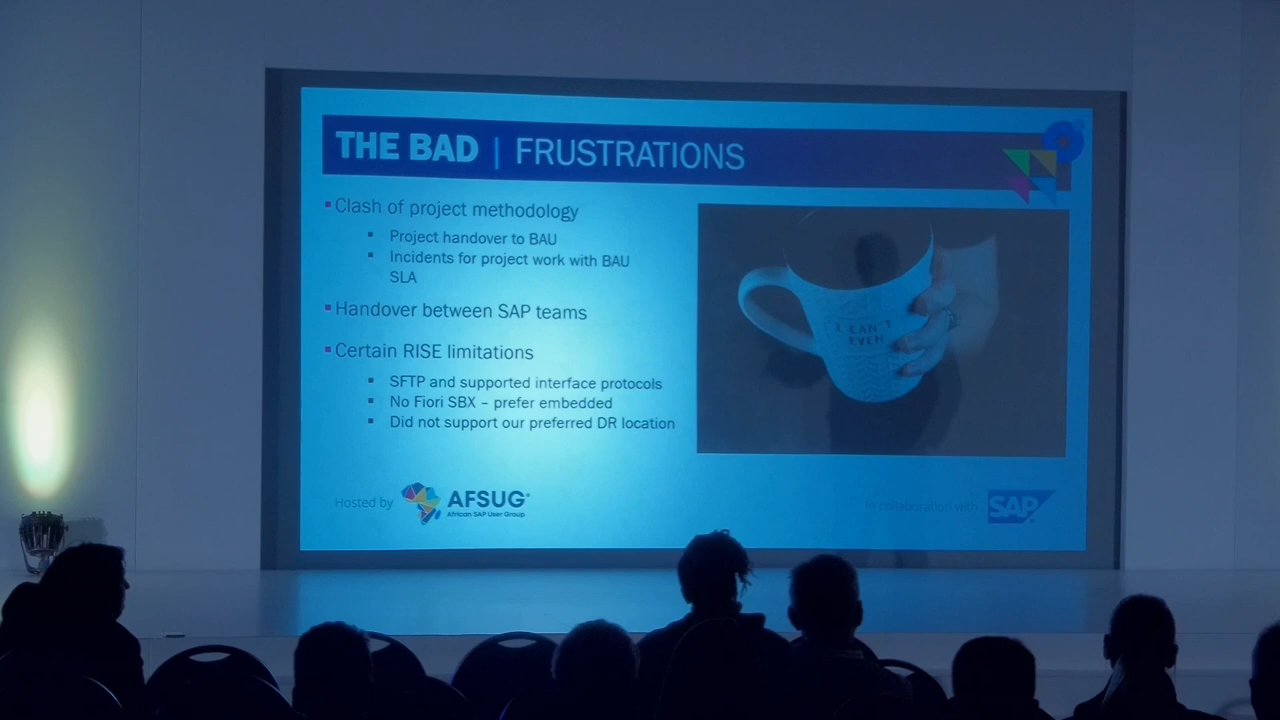 THE BAD | FRUSTRATIONS
▪ Clash of project methodology
▪ Project handover to BAU
▪ Incidents for project work with BAU
SLA
▪ Handover between SAP teams
▪ Certain RISE limitations
▪ SFTP and supported interface protocols
▪ No Fiori SBX – prefer embedded
▪ Did not support our preferred DR location
I CAN'T
EVEN
Hosted by
AFSUG
African SAP User Group
In collaboration with
SAP